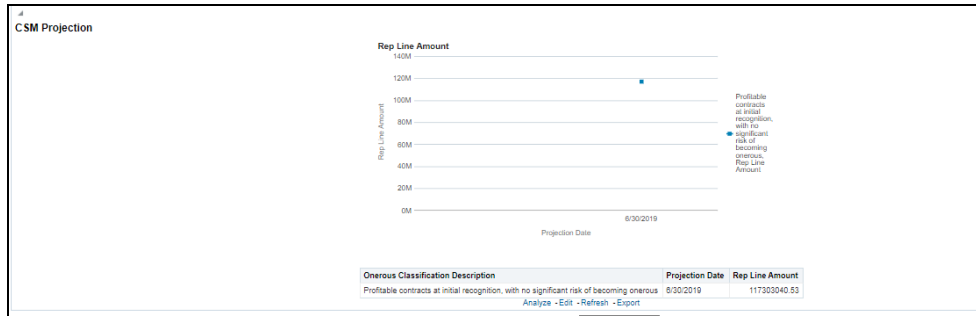 CSM Projection
Rep Line Amount
140M
120M
100M
80M
60M
40M
20M
0M
Rep Line Amount
6/30/2019
Projection Date
Profitable
contracts
at initial
recognition,
with no
significant
risk of
becoming
onerous,
Rep Line
Amount
Onerous Classification Description Projection Date Rep Line Amount
Profitable contracts at initial recognition, with no significant risk of becoming onerous 6/30/2019 117303040.53
Analyze - Edit - Refresh - Export